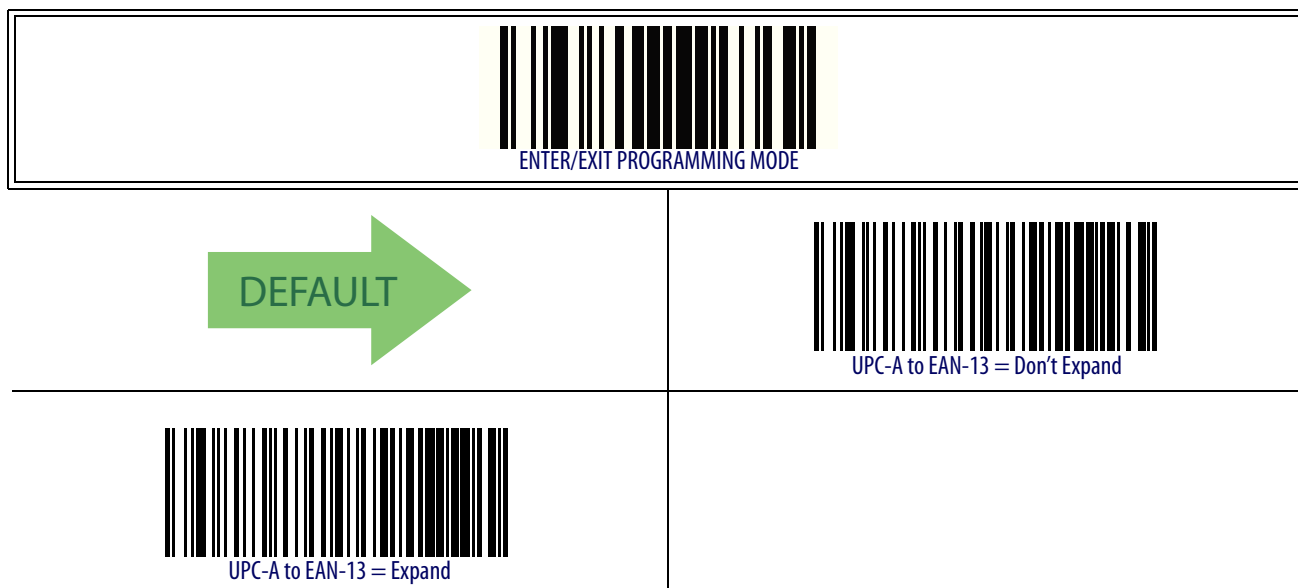 ENTER/EXIT PROGRAMMING MODE
DEFAULT
UPC-A to EAN-13 = Don’t Expand
UPC-A to EAN-13 = Expand